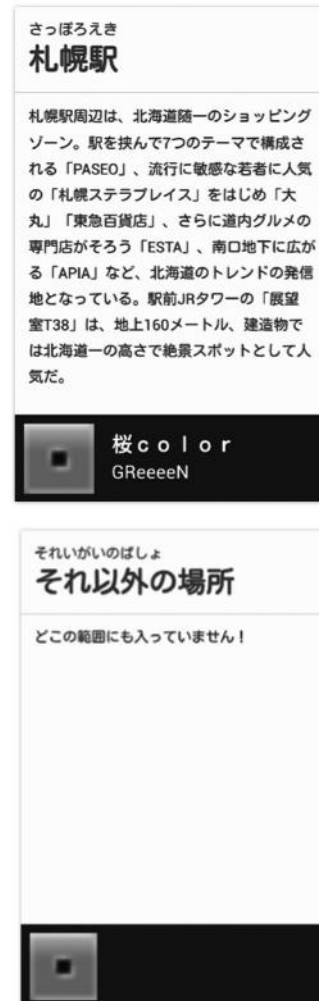 さっぽろえき
札幌駅
札幌駅周辺は、北海道随一のショッピング
ゾーン。駅を挟んで7つのテーマで構成さ
れる「PASEO」、流行に敏感な若者に人気
の「札幌ステラプレイス」をはじめ「大
丸」「東急百貨店」、さらに道内グルメの
専門店がそろう「ESTA」、南口地下に広が
る「APIA」など、北海道のトレンドの発信
地となっている。駅前JRタワーの「展望
室T38」は、地上160メートル、建造物で
は北海道一の高さで絶景スポットとして人
気だ。
桜ｃｏｌｏｒ
GReeeeN
それいがいのばしょ
それ以外の場所
どこの範囲にも入っていません！